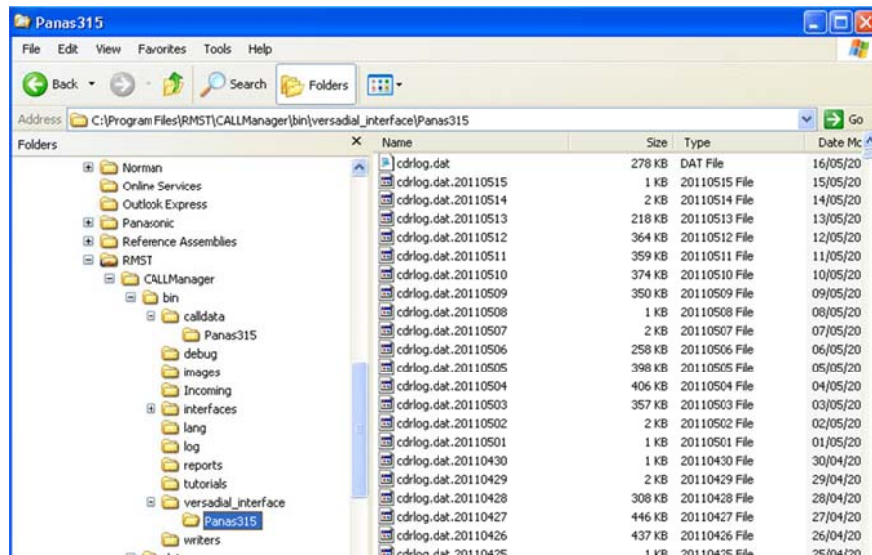 Panas315
File Edit View Favorites Tools Help
Back Search Folders
Address C:\Program Files\RMST\CALLManager\bin\versadial_interface\Panas315 Go
Folders
Norman
Online Services
Outlook Express
Panasonic
Reference Assemblies
RMST
CALLManager
bin
calldata
Panas315
debug
images
Incoming
interfaces
lang
log
reports
tutorials
versadial_interface
Panas315
writers
Name Size Type Date Mo
cdrlog.dat 278 KB DAT File 16/05/20
cdrlog.dat.20110515 1 KB 20110515 File 15/05/20
cdrlog.dat.20110514 2 KB 20110514 File 14/05/20
cdrlog.dat.20110513 218 KB 20110513 File 13/05/20
cdrlog.dat.20110512 364 KB 20110512 File 12/05/20
cdrlog.dat.20110511 359 KB 20110511 File 11/05/20
cdrlog.dat.20110510 374 KB 20110510 File 10/05/20
cdrlog.dat.20110509 350 KB 20110509 File 09/05/20
cdrlog.dat.20110508 1 KB 20110508 File 08/05/20
cdrlog.dat.20110507 2 KB 20110507 File 07/05/20
cdrlog.dat.20110506 258 KB 20110506 File 06/05/20
cdrlog.dat.20110505 398 KB 20110505 File 05/05/20
cdrlog.dat.20110504 406 KB 20110504 File 04/05/20
cdrlog.dat.20110503 357 KB 20110503 File 03/05/20
cdrlog.dat.20110502 2 KB 20110502 File 02/05/20
cdrlog.dat.20110501 1 KB 20110501 File 01/05/20
cdrlog.dat.20110430 1 KB 20110430 File 30/04/20
cdrlog.dat.20110429 2 KB 20110429 File 29/04/20
cdrlog.dat.20110428 308 KB 20110428 File 28/04/20
cdrlog.dat.20110427 446 KB 20110427 File 27/04/20
cdrlog.dat.20110426 437 KB 20110426 File 26/04/20
cdrlog.dat.20110425 1 KB 20110425 File 25/04/20